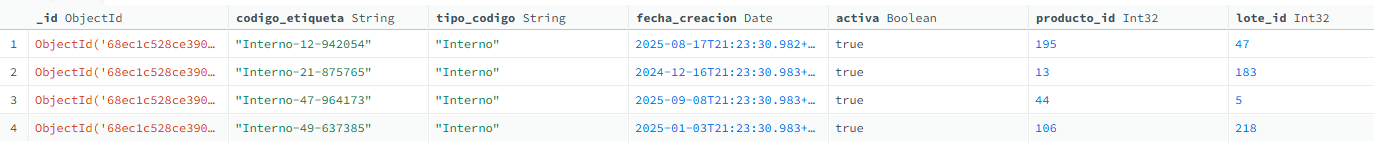 _id ObjectId codigo_etiqueta String tipo_codigo String fecha_creacion Date activa Boolean producto_id Int32 lote_id Int32
1 ObjectId('68ec1c528ce390… "Interno-12-942054" "Interno" 2025-08-17T21:23:30.982+… true 195 47
2 ObjectId('68ec1c528ce390… "Interno-21-875765" "Interno" 2024-12-16T21:23:30.983+… true 13 183
3 ObjectId('68ec1c528ce390… "Interno-47-964173" "Interno" 2025-09-08T21:23:30.983+… true 44 5
4 ObjectId('68ec1c528ce390… "Interno-49-637385" "Interno" 2025-01-03T21:23:30.983+… true 106 218